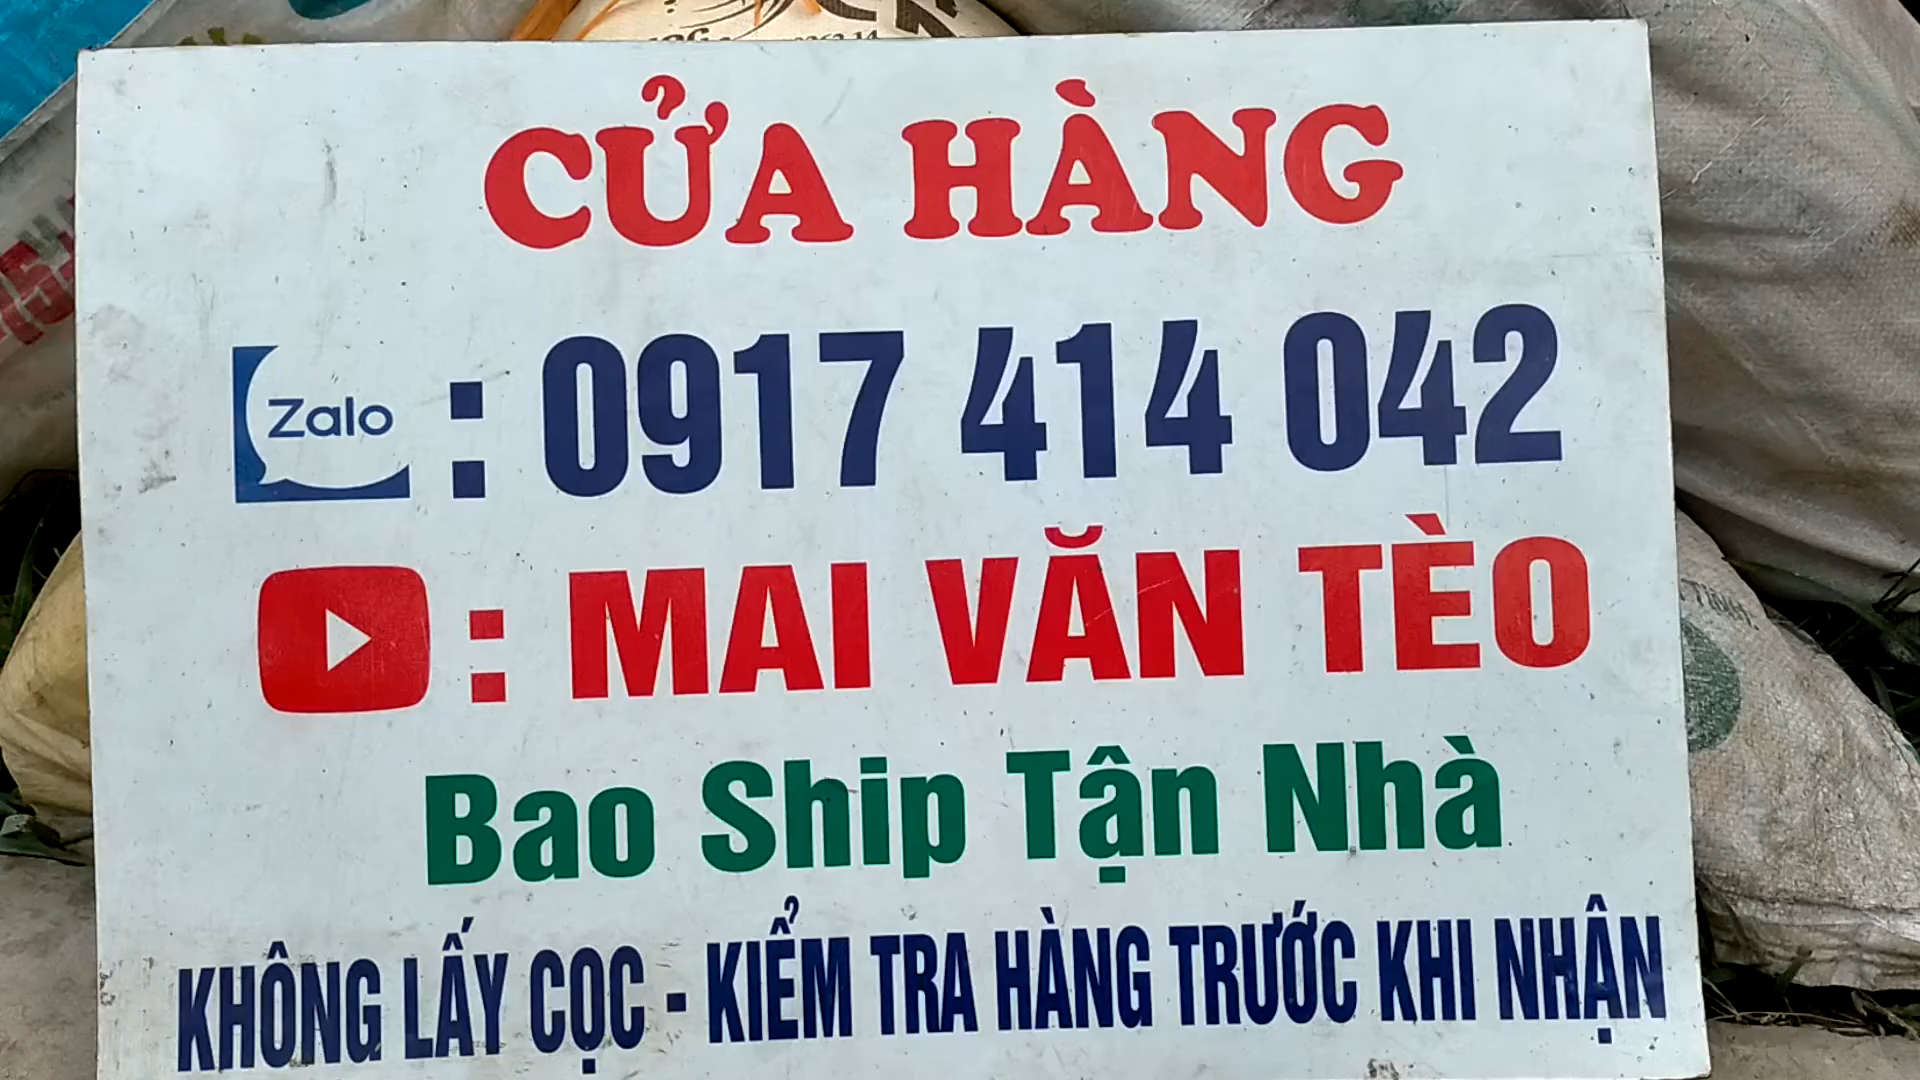 CỬA HÀNG
Zalo : 0917 414 042
: MAI VĂN TÈO
Bao Ship Tận Nhà
KHÔNG LẤY CỌC - KIỂM TRA HÀNG TRƯỚC KHI NHẬN